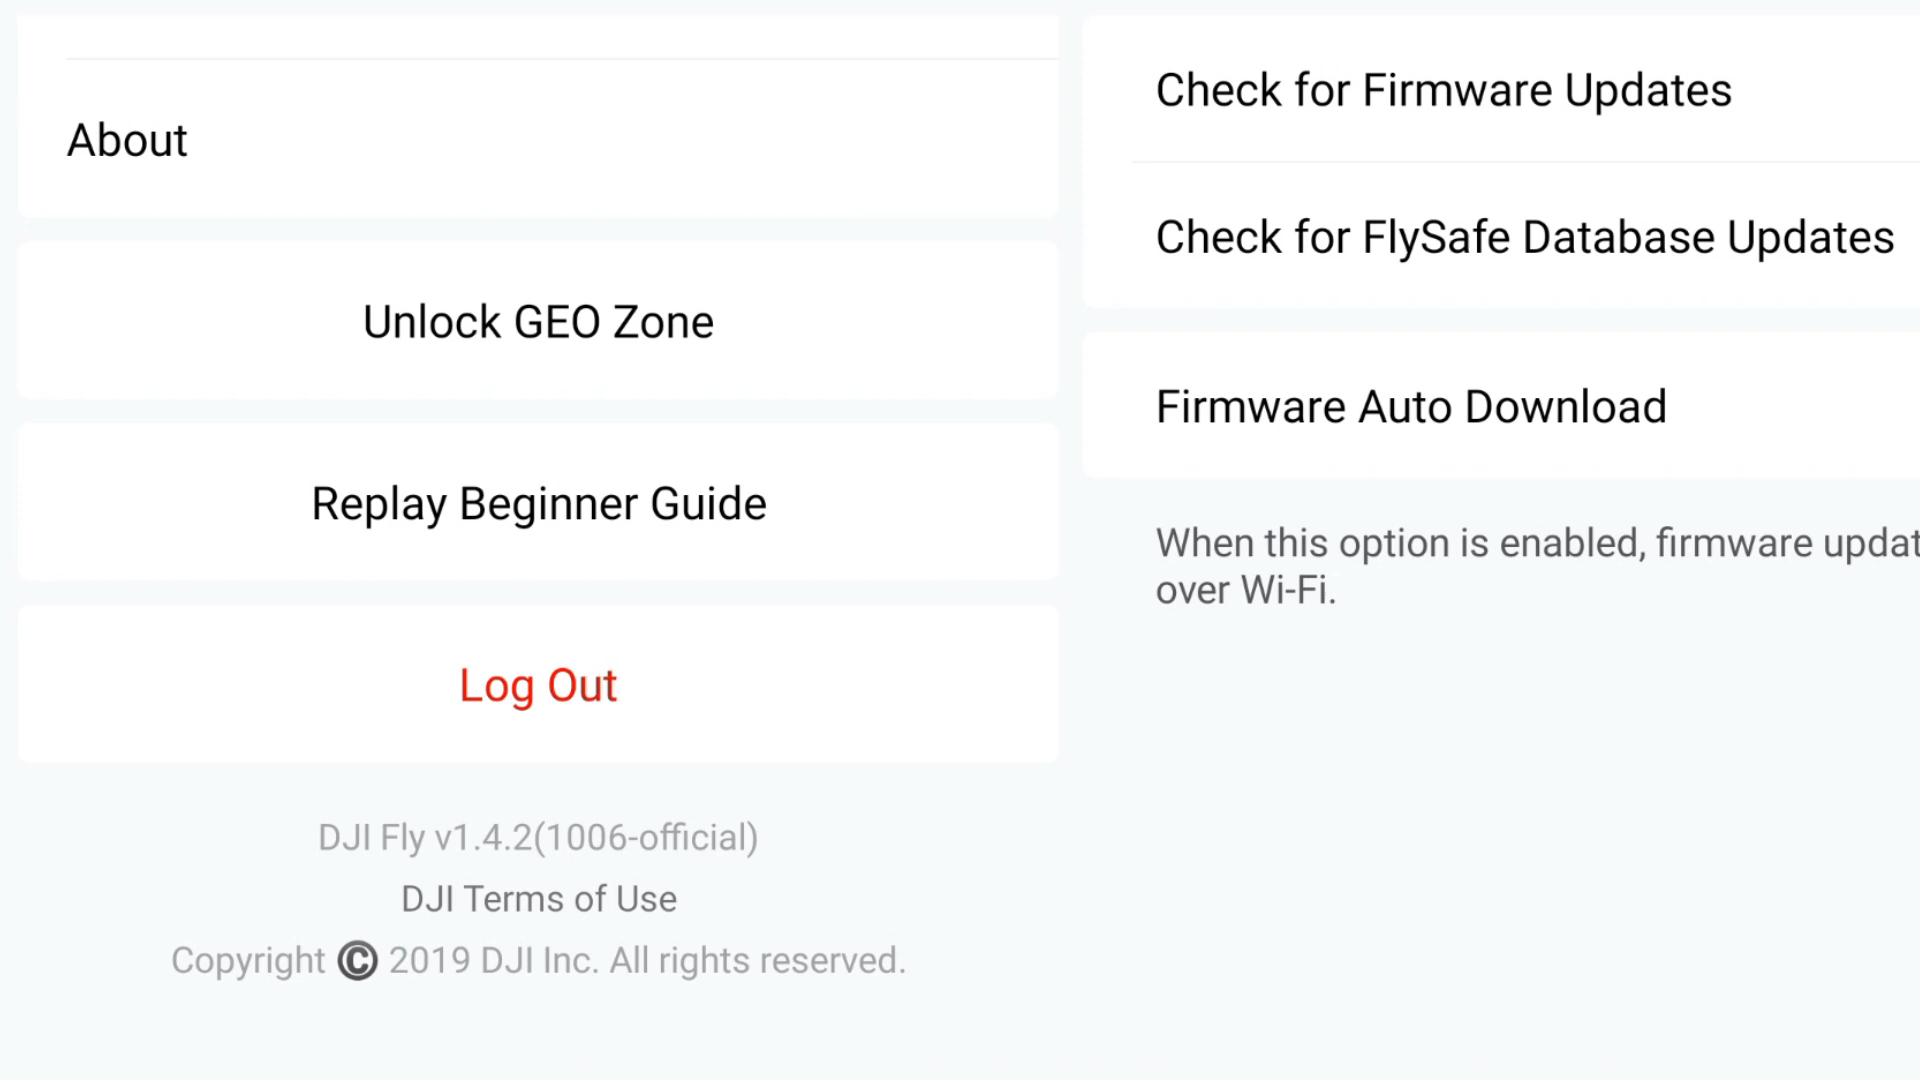 About
Unlock GEO Zone
Replay Beginner Guide
Log Out
DJI Fly v1.4.2(1006-official)
DJI Terms of Use
Copyright © 2019 DJI Inc. All rights reserved.
Check for Firmware Updates
Check for FlySafe Database Updates
Firmware Auto Download
When this option is enabled, firmware updat
over Wi-Fi.